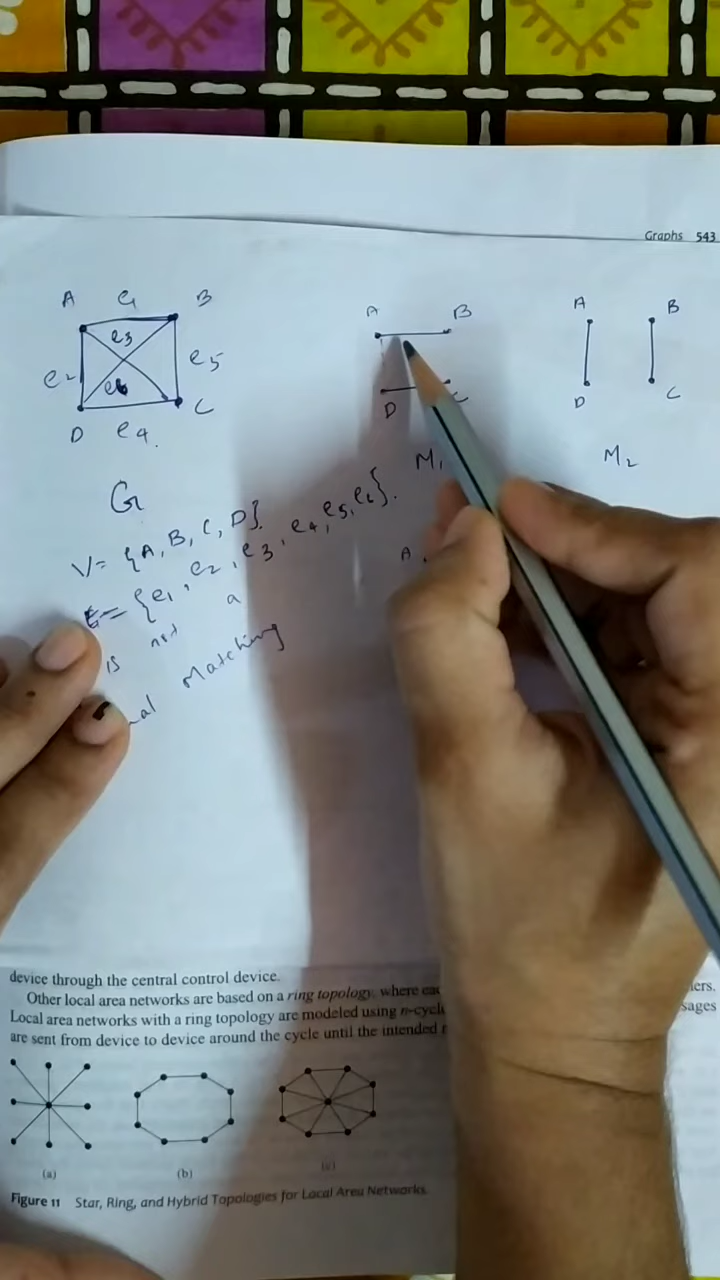 Graphs 543
A e1 B
e3
e2 e5
e6
D e4. C
A B
D C
M1
A B
D C
M2
G
V = {A, B, C, D}.
E = {e1, e2, e3, e4, e5, e6}.
is not a
Matching
A
device through the central control device.
Other local area networks are based on a ring topology, where
Local area networks with a ring topology are modeled using
are sent from device to device around the cycle until the intended
(a) (b) (c)
Figure 11 Star, Ring, and Hybrid Topologies for Local Area Networks.